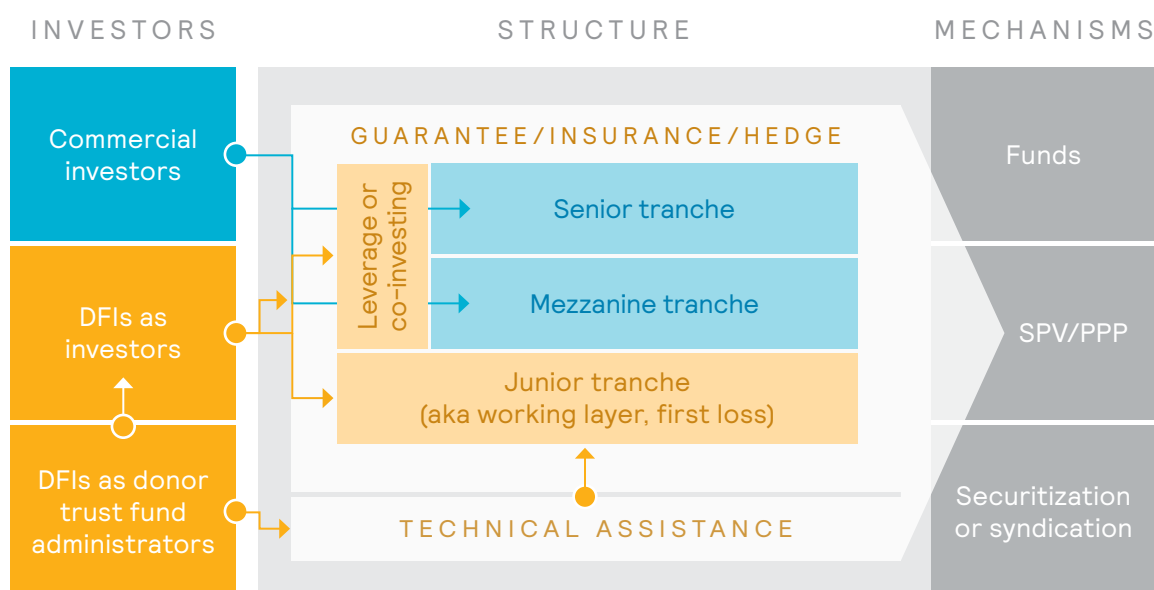 INVESTORS
STRUCTURE
MECHANISMS
Commercial
investors
DFIs as
investors
DFIs as donor
trust fund
administrators
GUARANTEE/INSURANCE/HEDGE
Leverage or
co-investing
Senior tranche
Mezzanine tranche
Junior tranche
(aka working layer, first loss)
TECHNICAL ASSISTANCE
Funds
SPV/PPP
Securitization
or syndication